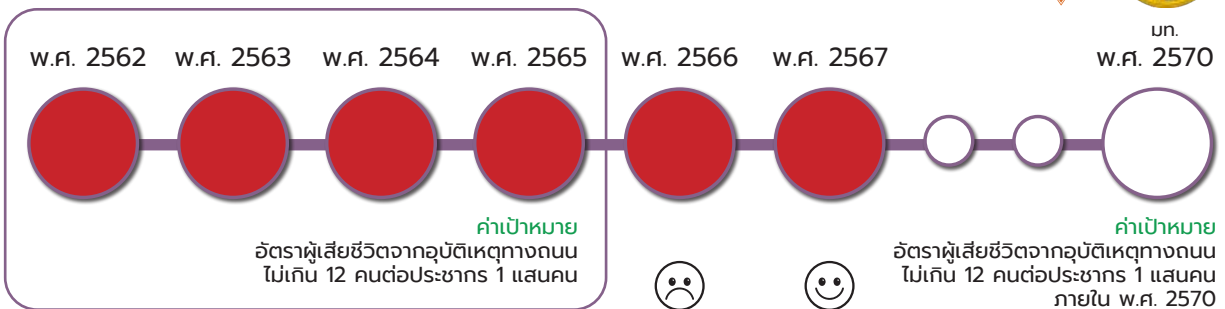 มท.
พ.ศ. 2562 พ.ศ. 2563 พ.ศ. 2564 พ.ศ. 2565 พ.ศ. 2566 พ.ศ. 2567 พ.ศ. 2570
ค่าเป้าหมาย
อัตราผู้เสียชีวิตจากอุบัติเหตุทางถนน
ไม่เกิน 12 คนต่อประชากร 1 แสนคน
ค่าเป้าหมาย
อัตราผู้เสียชีวิตจากอุบัติเหตุทางถนน
ไม่เกิน 12 คนต่อประชากร 1 แสนคน
ภายใน พ.ศ. 2570